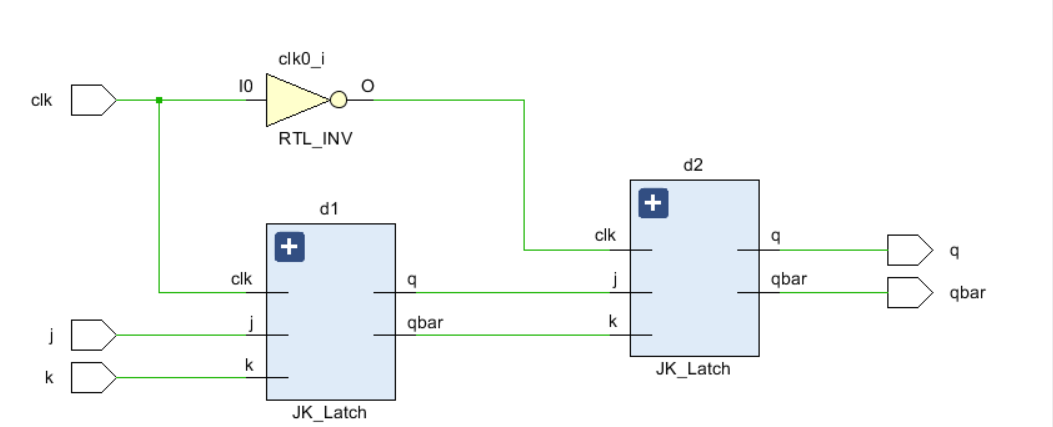 clk0_i
clk
I0
O
RTL_INV
d2
d1
clk
q
j
qbar
k
q
qbar
JK_Latch
clk
q
j
qbar
k
JK_Latch
j
k